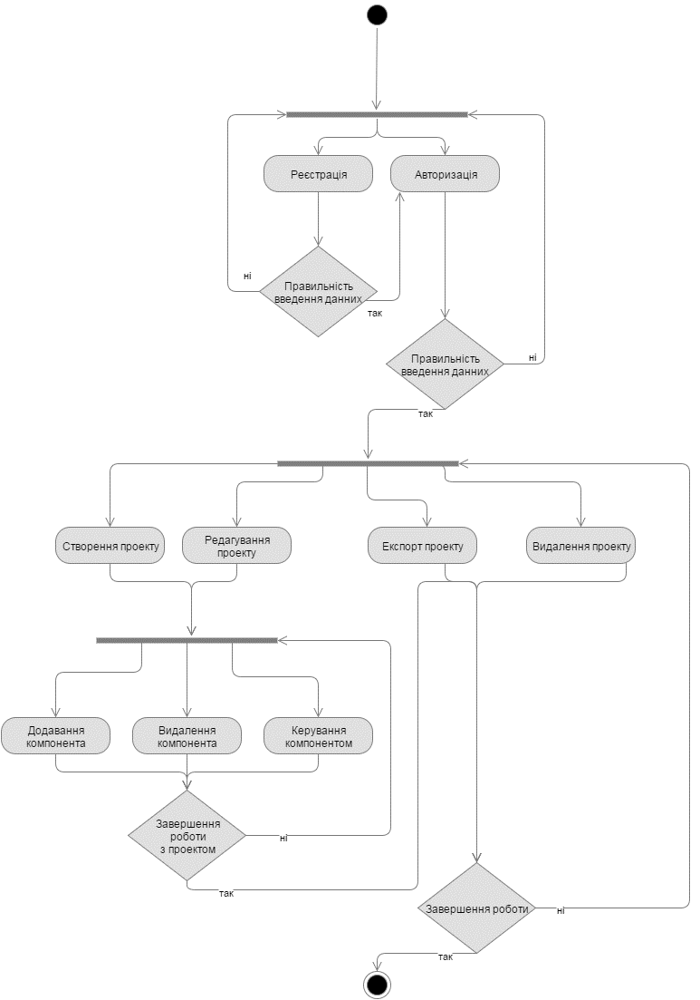 Реєстрація
Авторизація
ні
Правильність
введення данних
так
ні
Правильність
введення данних
так
Створення проекту
Редагування
проекту
Експорт проекту
Видалення проекту
Додавання
компонента
Видалення
компонента
Керування
компонентом
Завершення
роботи
з проектом
ні
так
Завершення роботи
ні
так